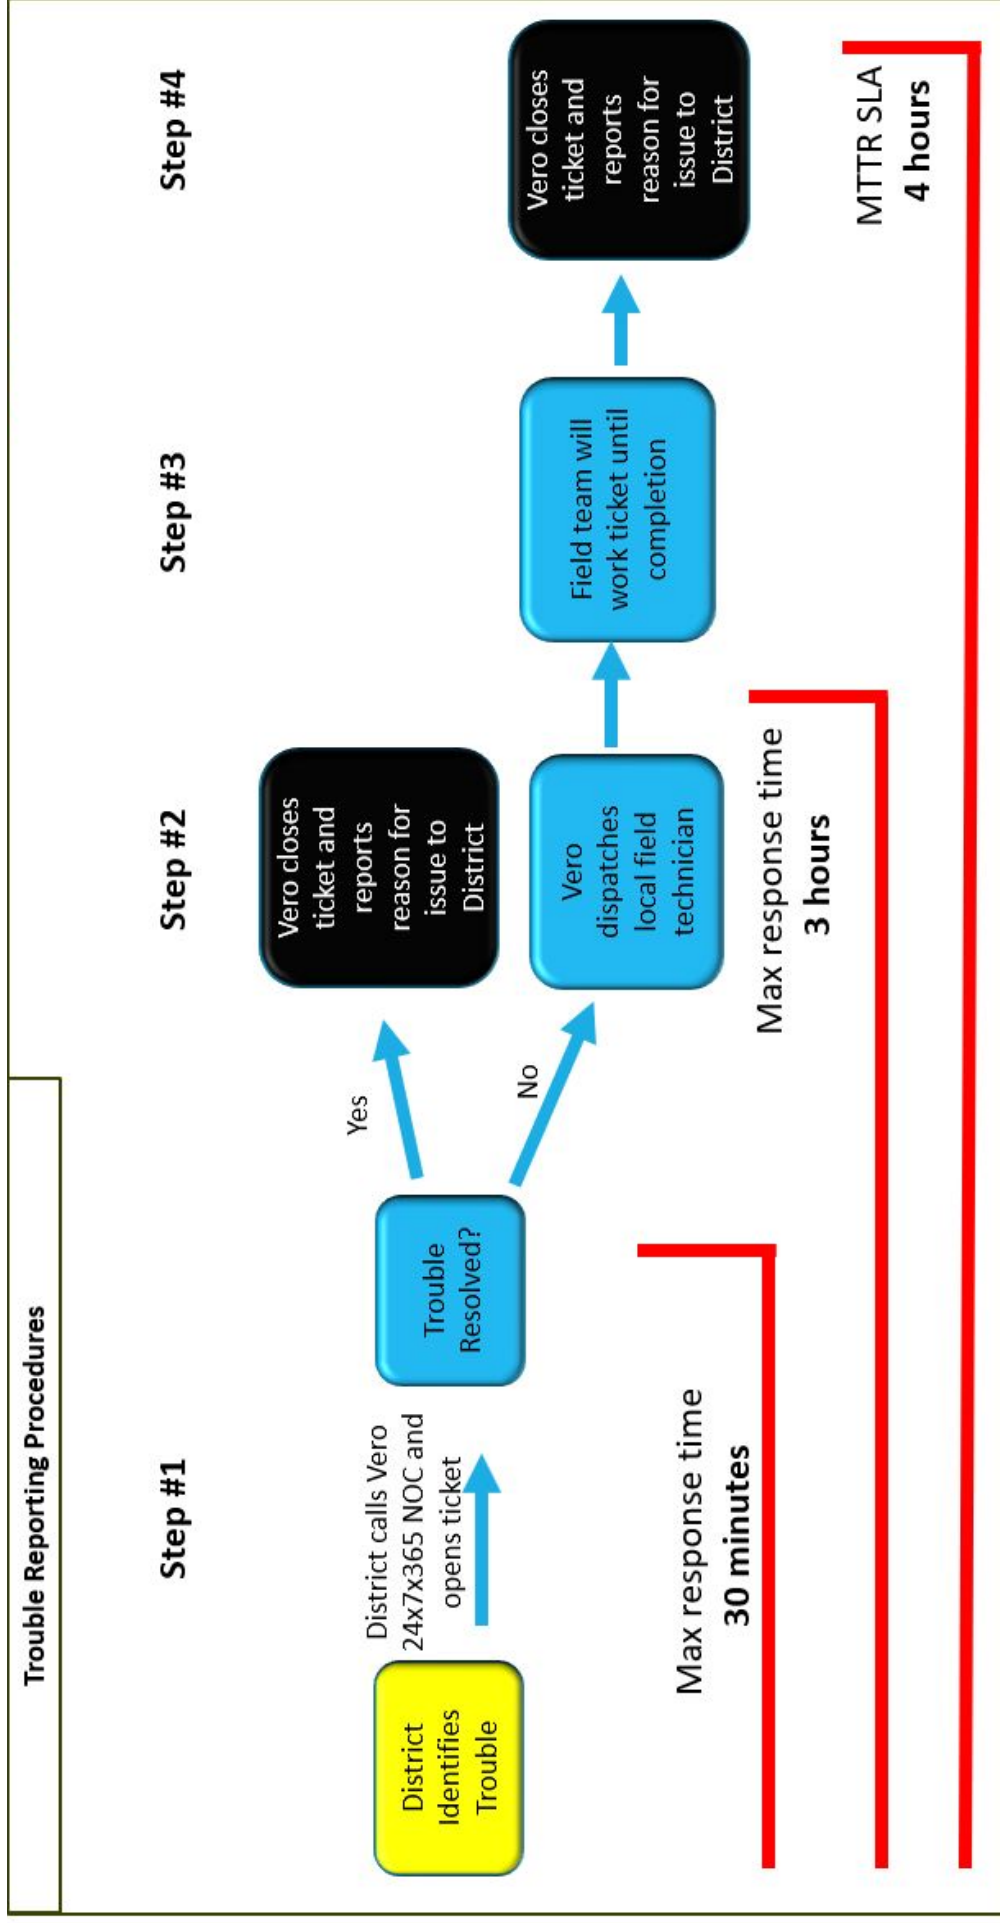 Trouble Reporting Procedures
Step #1
Step #2
Step #3
Step #4
District
Identifies
Trouble
District calls Vero
24x7x365 NOC and
opens ticket
Trouble
Resolved?
Yes
No
Vero closes
ticket and
reports
reason for
issue to
District
Vero
dispatches
local field
technician
Field team will
work ticket until
completion
Vero closes
ticket and
reports
reason for
issue to
District
Max response time
30 minutes
Max response time
3 hours
MTTR SLA
4 hours